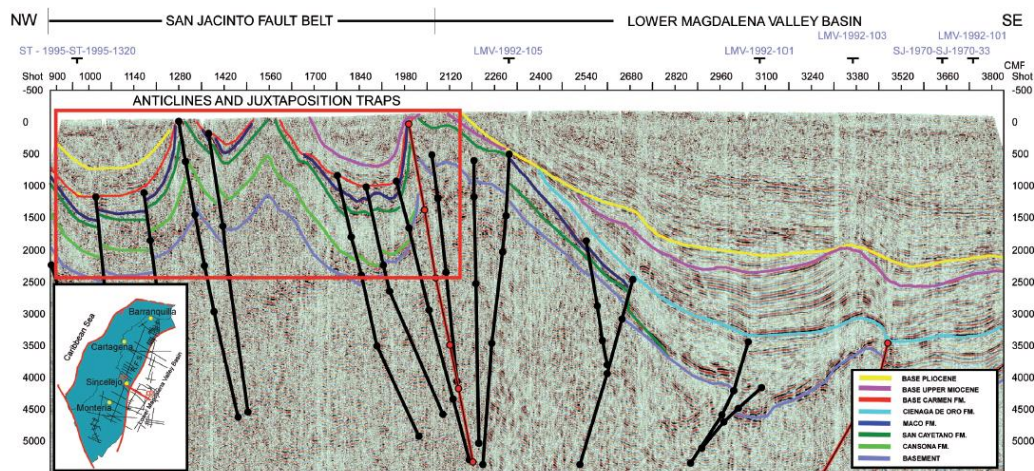 NW SAN JACINTO FAULT BELT LOWER MAGDALENA VALLEY BASIN SE
LMV-1992-103 LMV-1992-101
ST - 1995-ST-1995-1320 LMV-1992-105 LMV-1992-101 SJ-1970-SJ-1970-33
CMF
Shot 900 1000 1140 1280 1420 1560 1700 1840 1980 2120 2260 2400 2540 2680 2820 2960 3100 3240 3380 3520 3660 3800 Shot
-500 -500
ANTICLINES AND JUXTAPOSITION TRAPS
0 0
500 500
1000 1000
1500 1500
2000 2000
2500 2500
3000 3000
3500 3500
4000 4000
4500 4500
5000 5000
Caribbean Sea
Barranquilla
Cartagena
Sincelejo
Montería
Lower Magdalena Valley Basin
BASE PLIOCENE
BASE UPPER MIOCENE
BASE CARMEN FM.
CIENAGA DE ORO FM.
MACO FM.
SAN CAYETANO FM.
CANSONA FM.
BASEMENT